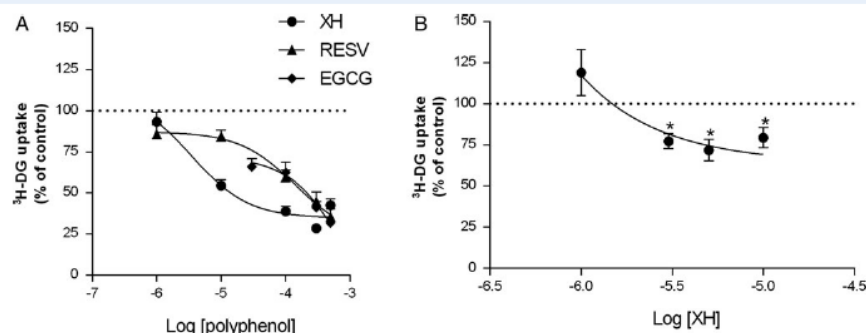 A
XH
RESV
EGCG
³H-DG uptake
(% of control)
150
125
100
75
50
25
0
-7
-6
-5
-4
-3
Log [polyphenol]
B
³H-DG uptake
(% of control)
150
125
100
75
50
25
0
*
*
*
-6.5
-6.0
-5.5
-5.0
-4.5
Log [XH]